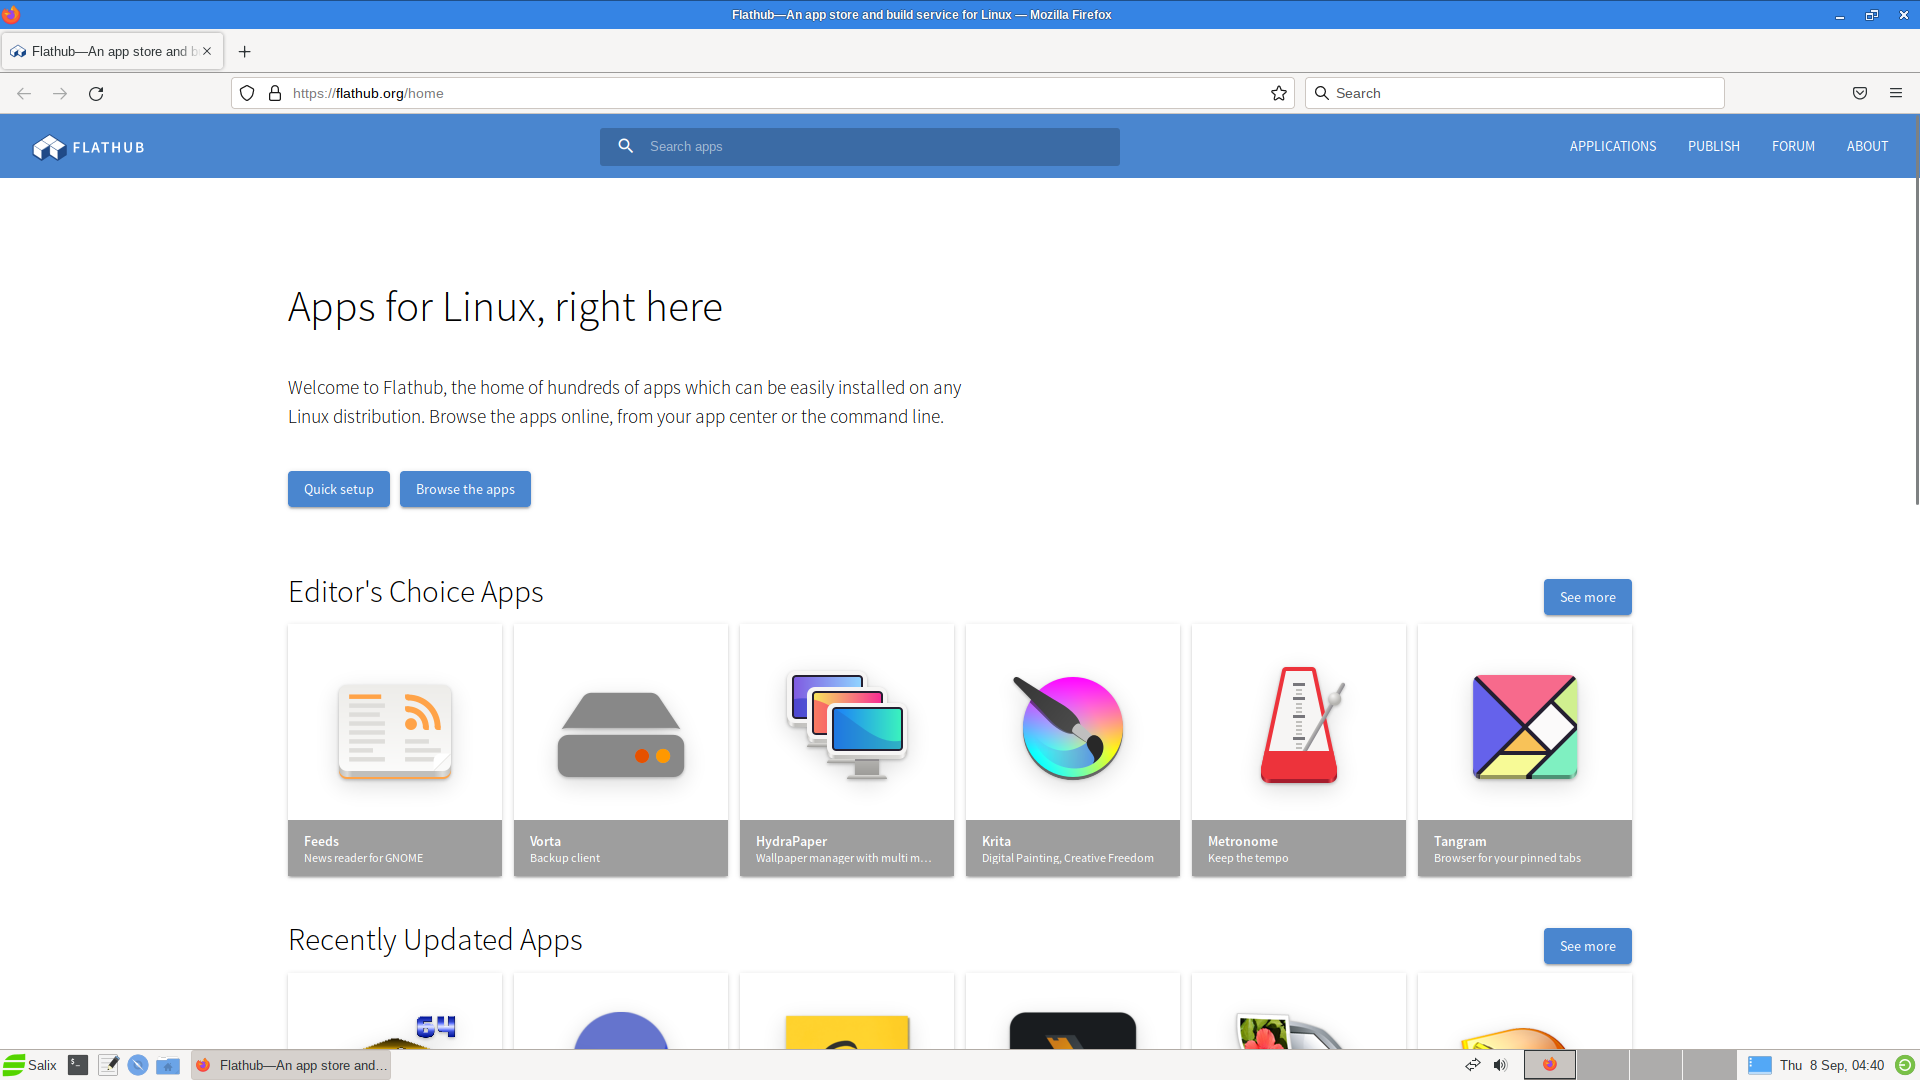 Flathub—An app store and build service for Linux — Mozilla Firefox
Flathub—An app store and b
https://flathub.org/home
Search
FLATHUB
Search apps
APPLICATIONS
PUBLISH
FORUM
ABOUT
Apps for Linux, right here
Welcome to Flathub, the home of hundreds of apps which can be easily installed on any
Linux distribution. Browse the apps online, from your app center or the command line.
Quick setup
Browse the apps
Editor's Choice Apps
See more
Feeds
News reader for GNOME
Vorta
Backup client
HydraPaper
Wallpaper manager with multi m…
Krita
Digital Painting, Creative Freedom
Metronome
Keep the tempo
Tangram
Browser for your pinned tabs
Recently Updated Apps
See more
64
Salix
Flathub—An app store and…
Thu 8 Sep, 04:40